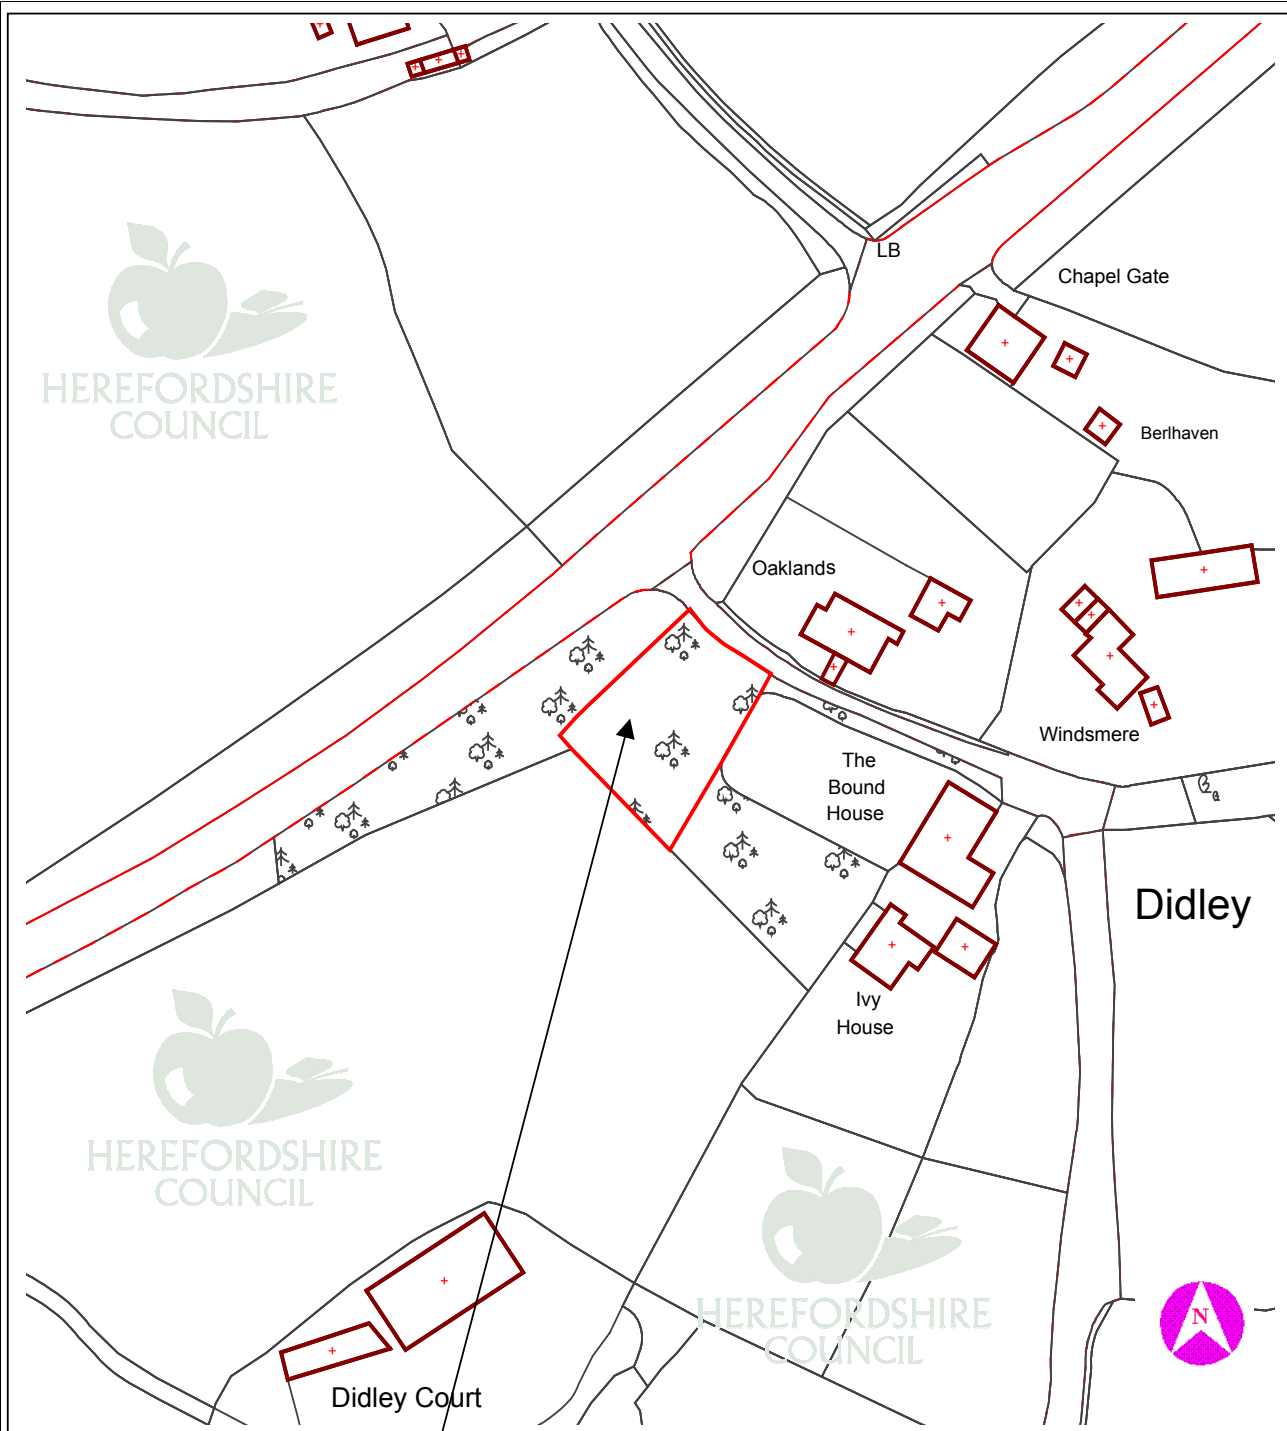 LB
Chapel Gate
HEREFORDSHIRE
COUNCIL
Berlhaven
Oaklands
Windsmere
The
Bound
House
Didley
Ivy
House
HEREFORDSHIRE
COUNCIL
HEREFORDSHIRE
COUNCIL
N
Didley Court